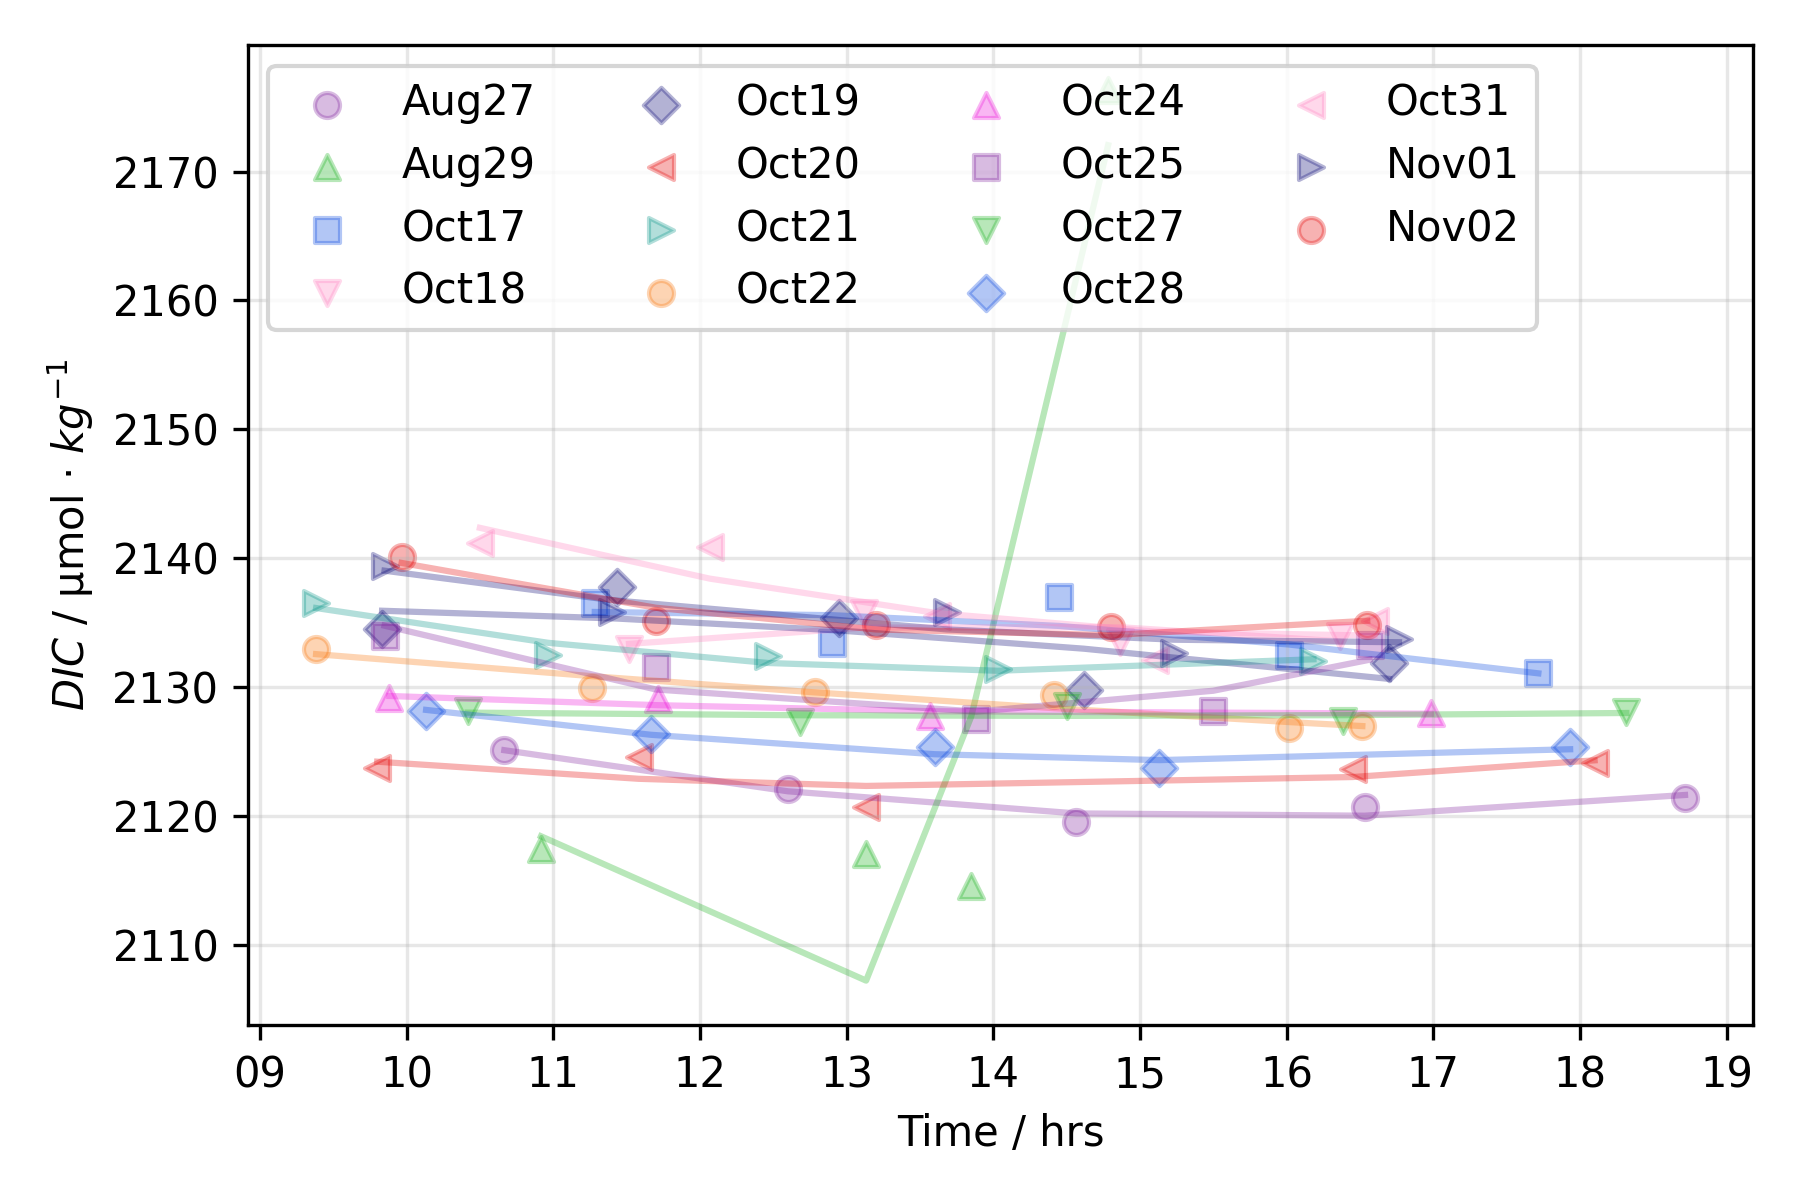 Aug27 Oct19 Oct24 Oct31
Aug29 Oct20 Oct25 Nov01
Oct17 Oct21 Oct27 Nov02
Oct18 Oct22 Oct28
2170
2160
2150
2140
2130
2120
2110
DIC / µmol · kg⁻¹
09 10 11 12 13 14 15 16 17 18 19
Time / hrs